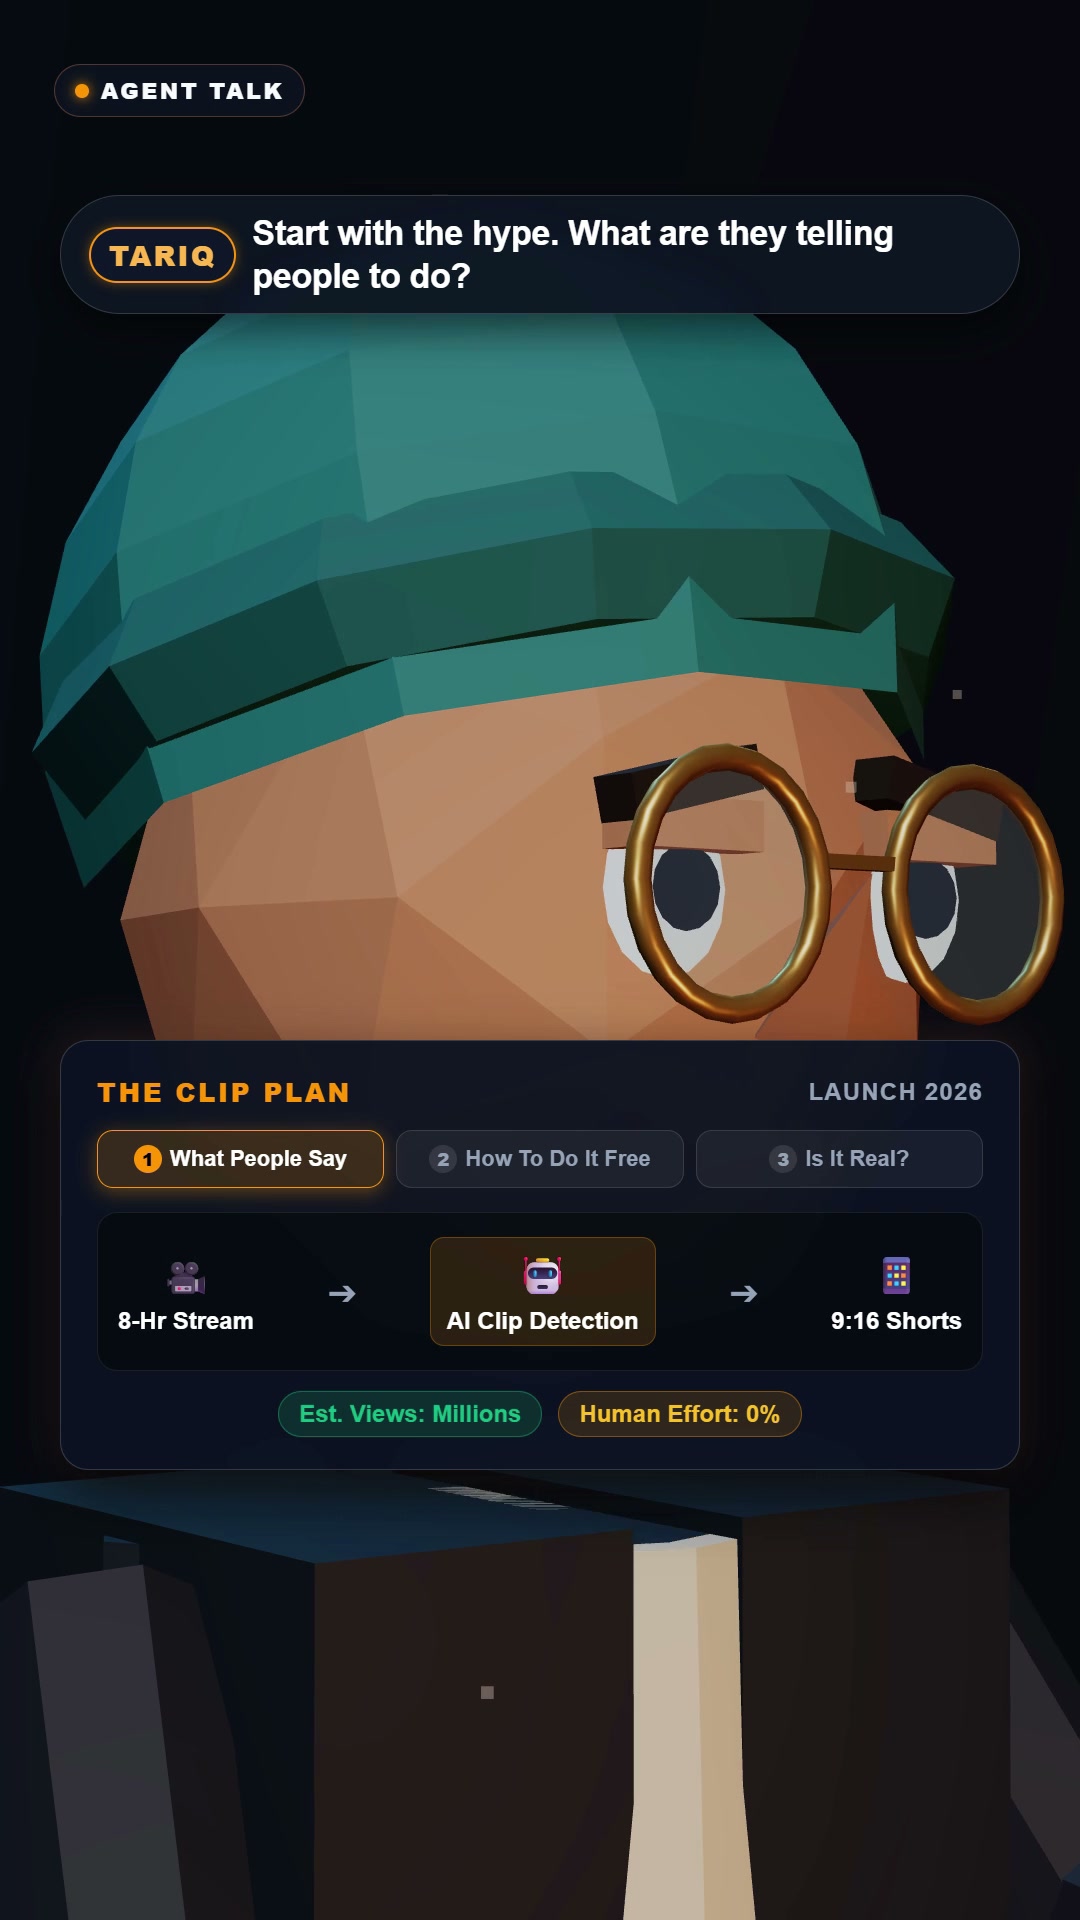 AGENT TALK
TARIQ
Start with the hype. What are they telling
people to do?
THE CLIP PLAN
LAUNCH 2026
1 What People Say
2 How To Do It Free
3 Is It Real?
8-Hr Stream
➔
AI Clip Detection
➔
9:16 Shorts
Est. Views: Millions
Human Effort: 0%